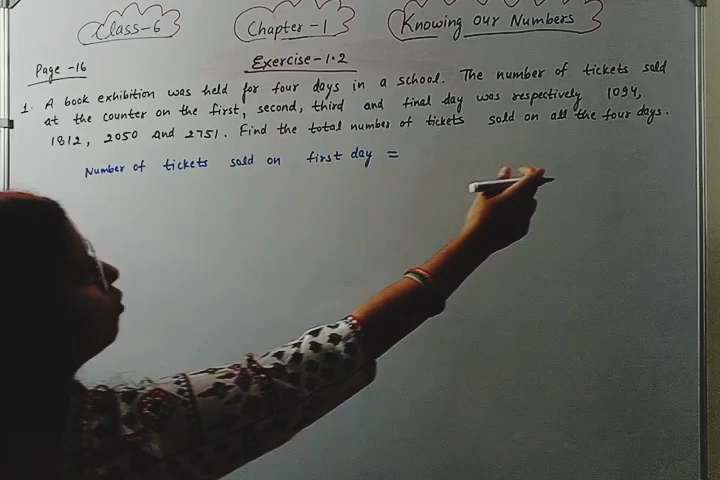 Class-6 Chapter-1 Knowing our Numbers
Page-16 Exercise-1.2
1. A book exhibition was held for four days in a school. The number of tickets sold
at the counter on the first, second, third and final day was respectively 1094,
1812, 2050 and 2751. Find the total number of tickets sold on all the four days.
Number of tickets sold on first day =